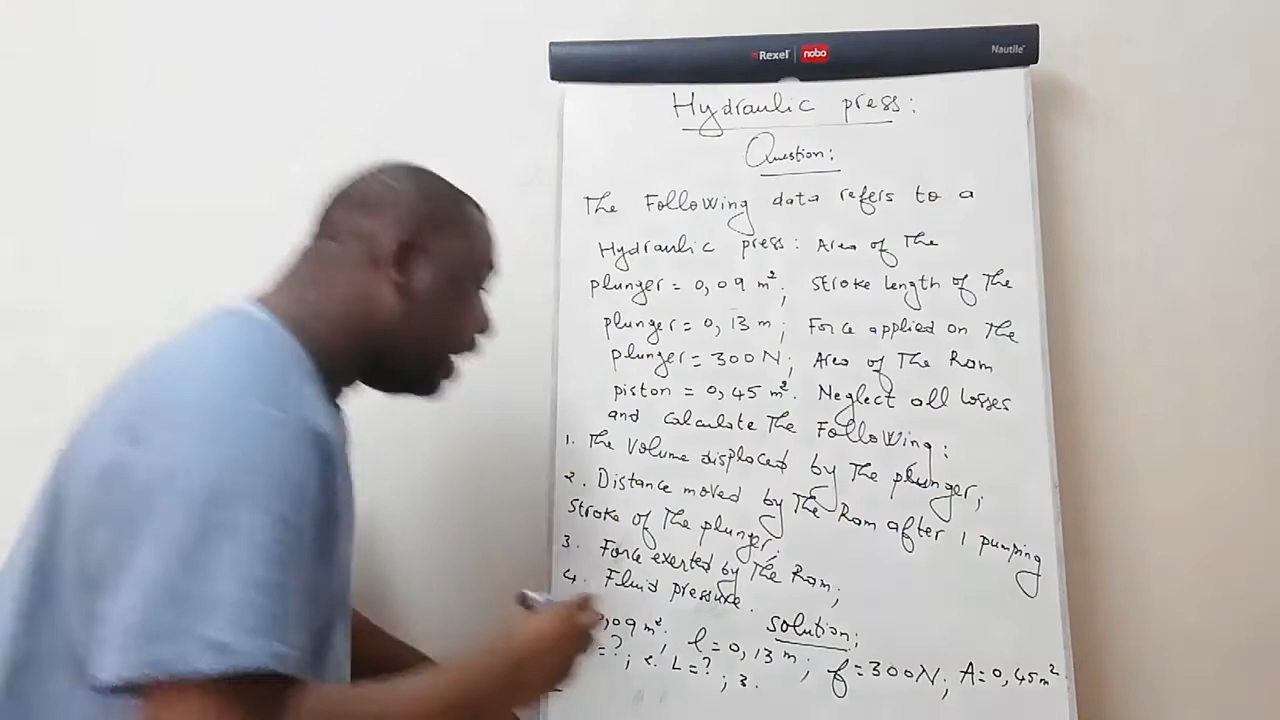 Rexel nobo Nautile
Hydraulic press:
Question:
The Following data refers to a
Hydraulic press: Area of The
plunger = 0,09 m²; Stroke length of The
plunger = 0,13 m; Force applied on The
plunger = 300 N; Area of The Ram
piston = 0,45 m². Neglect all losses
and Calculate The Following:
1. The Volume displaced by The plunger;
2. Distance moved by The Ram after 1 pumping
stroke of The plunger;
3. Force exerted by The Ram;
4. Fluid pressure.
Solution:
0,09 m²; l = 0,13 m; f = 300N; A = 0,45 m².
= ?; 2. L = ?; 3.